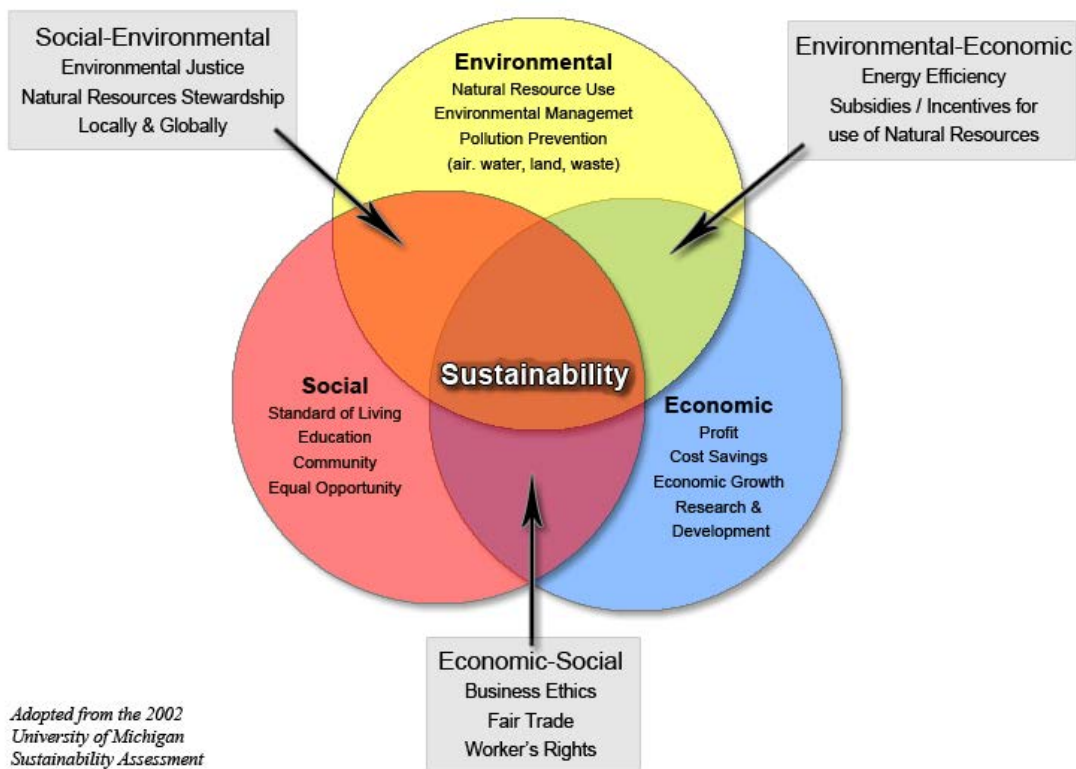 Social-Environmental
Environmental Justice
Natural Resources Stewardship
Locally & Globally
Environmental
Natural Resource Use
Environmental Managemet
Pollution Prevention
(air. water, land, waste)
Environmental-Economic
Energy Efficiency
Subsidies / Incentives for
use of Natural Resources
Sustainability
Social
Standard of Living
Education
Community
Equal Opportunity
Economic
Profit
Cost Savings
Economic Growth
Research &
Development
Economic-Social
Business Ethics
Fair Trade
Worker's Rights
Adopted from the 2002
University of Michigan
Sustainability Assessment